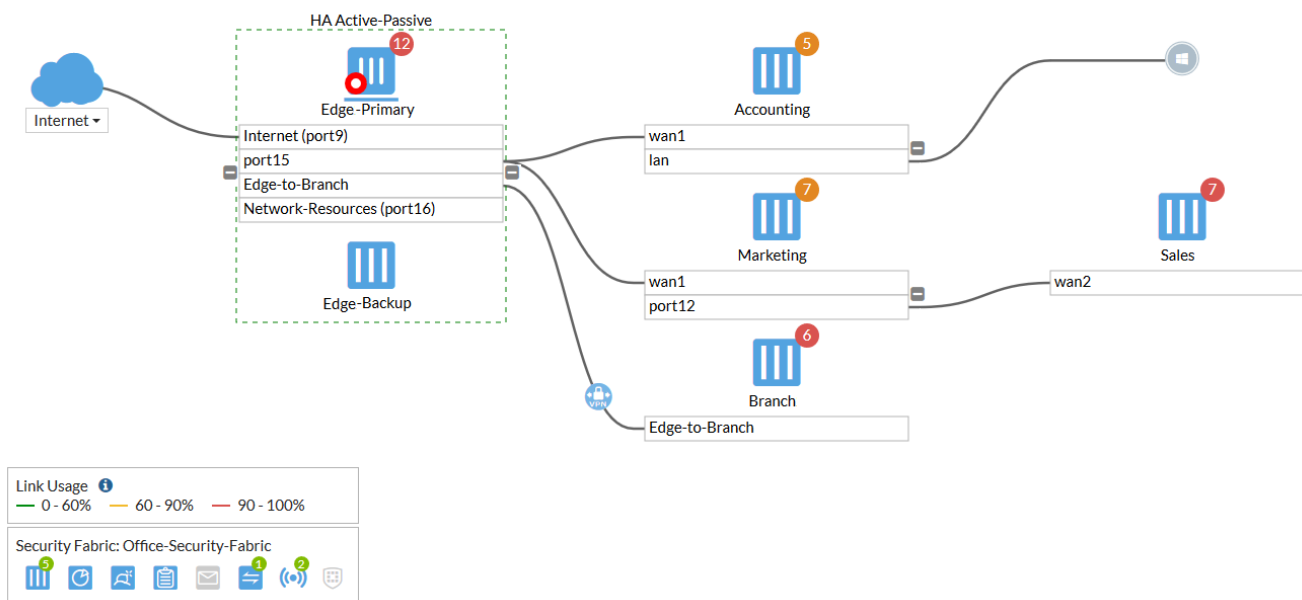 HA Active-Passive
12
Edge-Primary
Internet
Internet (port9)
port15
Edge-to-Branch
Network-Resources (port16)
Edge-Backup
5
Accounting
wan1
lan
7
Marketing
wan1
port12
7
Sales
wan2
6
Branch
Edge-to-Branch
VPN
Link Usage
0 - 60% 60 - 90% 90 - 100%
Security Fabric: Office-Security-Fabric
5 1 2